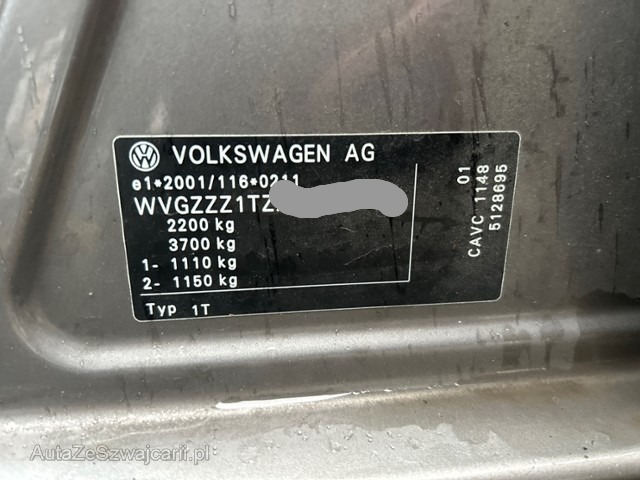 VOLKSWAGEN AG
e1*2001/116*0211
WVGZZZ1TZ
2200 kg
3700 kg
1- 1110 kg
2- 1150 kg
Typ 1T
01
CAVC 1148
5128695
AutaZeSzwajcarii.pl